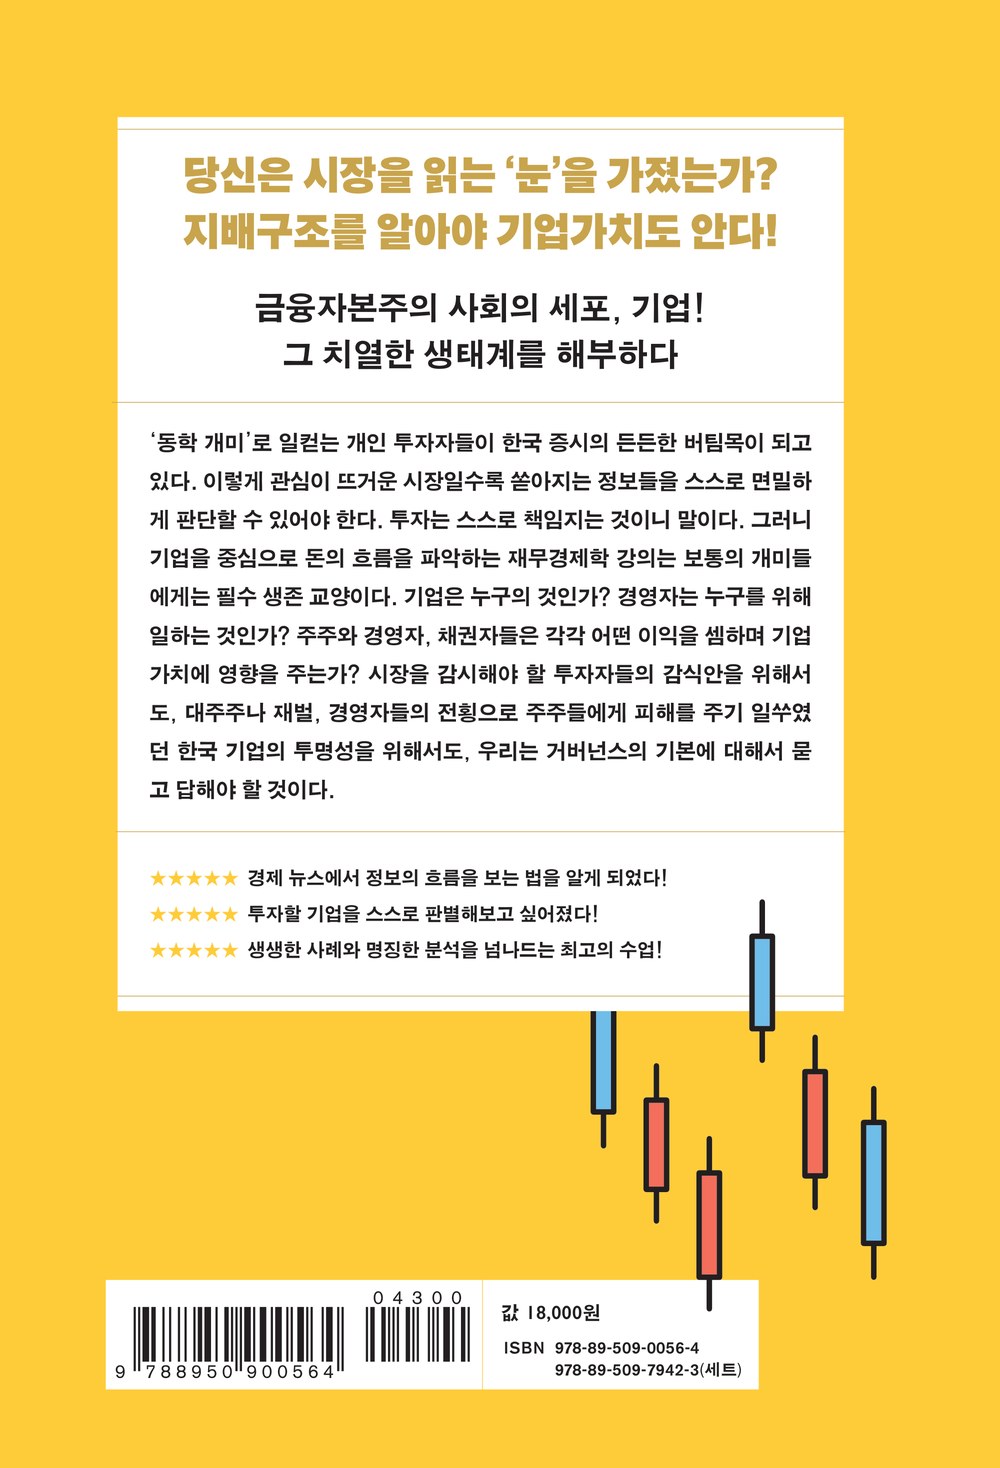 당신은 시장을 읽는 ‘눈’을 가졌는가?
지배구조를 알아야 기업가치도 안다!
금융자본주의 사회의 세포, 기업!
그 치열한 생태계를 해부하다
‘동학 개미’로 일컫는 개인 투자자들이 한국 증시의 든든한 버팀목이 되고
있다. 이렇게 관심이 뜨거운 시장일수록 쏟아지는 정보들을 스스로 면밀하
게 판단할 수 있어야 한다. 투자는 스스로 책임지는 것이니 말이다. 그러니
기업을 중심으로 돈의 흐름을 파악하는 재무경제학 강의는 보통의 개미들
에게는 필수 생존 교양이다. 기업은 누구의 것인가? 경영자는 누구를 위해
일하는 것인가? 주주와 경영자, 채권자들은 각각 어떤 이익을 셈하며 기업
가치에 영향을 주는가? 시장을 감시해야 할 투자자들의 감식안을 위해서
도, 대주주나 재벌, 경영자들의 전횡으로 주주들에게 피해를 주기 일쑤였
던 한국 기업의 투명성을 위해서도, 우리는 거버넌스의 기본에 대해서 묻
고 답해야 할 것이다.
★★★★★ 경제 뉴스에서 정보의 흐름을 보는 법을 알게 되었다!
★★★★★ 투자할 기업을 스스로 판별해보고 싶어졌다!
★★★★★ 생생한 사례와 명징한 분석을 넘나드는 최고의 수업!
04300
9 788950 900564
값 18,000원
ISBN 978-89-509-0056-4
978-89-509-7942-3(세트)